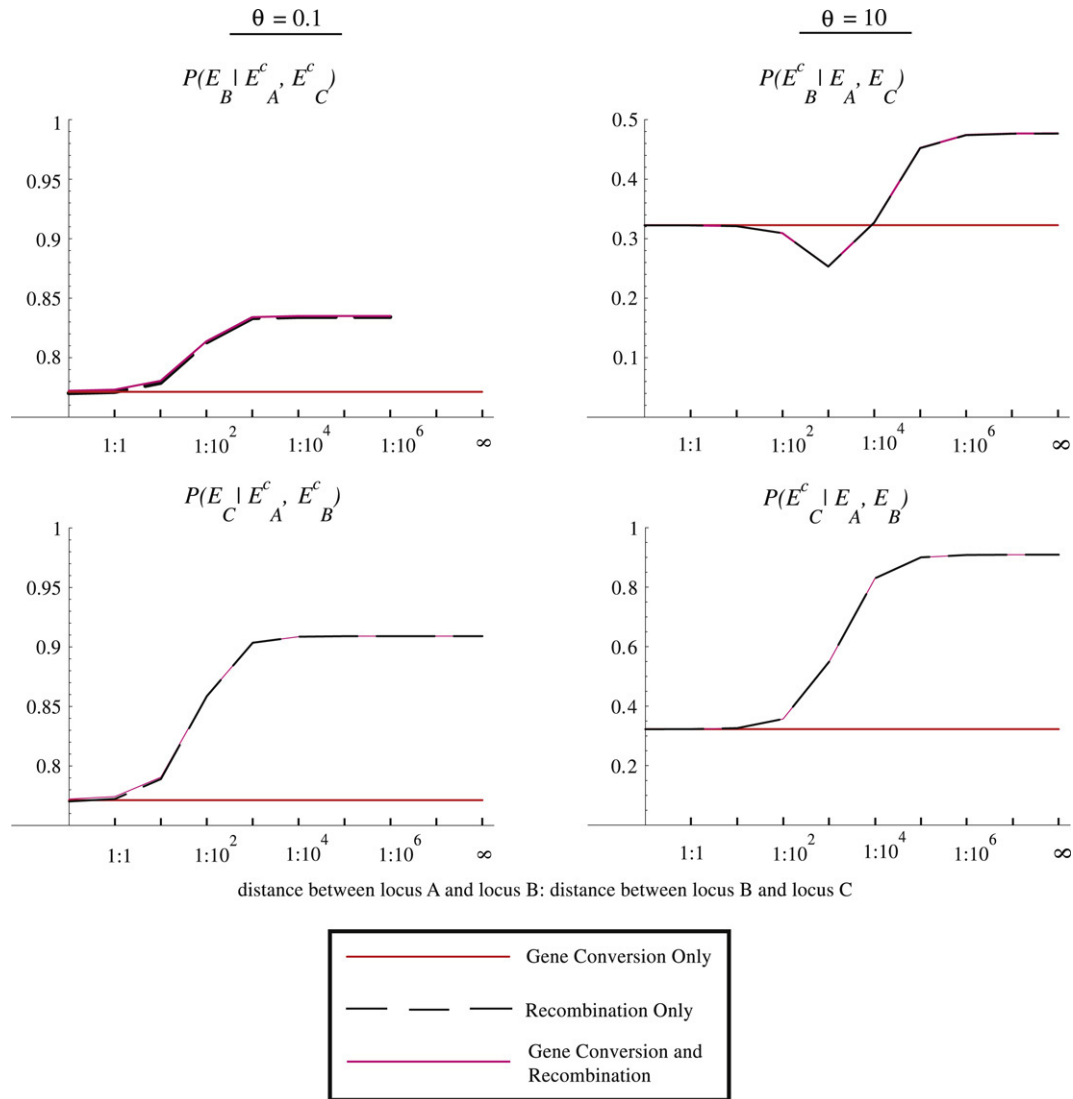 θ = 0.1
θ = 10
P(E_B | E^c_A, E^c_C)
P(E^c_B | E_A, E_C)
1
0.95
0.9
0.85
0.8
0.5
0.4
0.3
0.2
0.1
1:1 1:10^2 1:10^4 1:10^6 ∞
1:1 1:10^2 1:10^4 1:10^6 ∞
P(E_C | E^c_A, E^c_B)
P(E^c_C | E_A, E_B)
1
0.95
0.9
0.85
0.8
1
0.8
0.6
0.4
0.2
1:1 1:10^2 1:10^4 1:10^6 ∞
1:1 1:10^2 1:10^4 1:10^6 ∞
distance between locus A and locus B: distance between locus B and locus C
Gene Conversion Only
Recombination Only
Gene Conversion and
Recombination